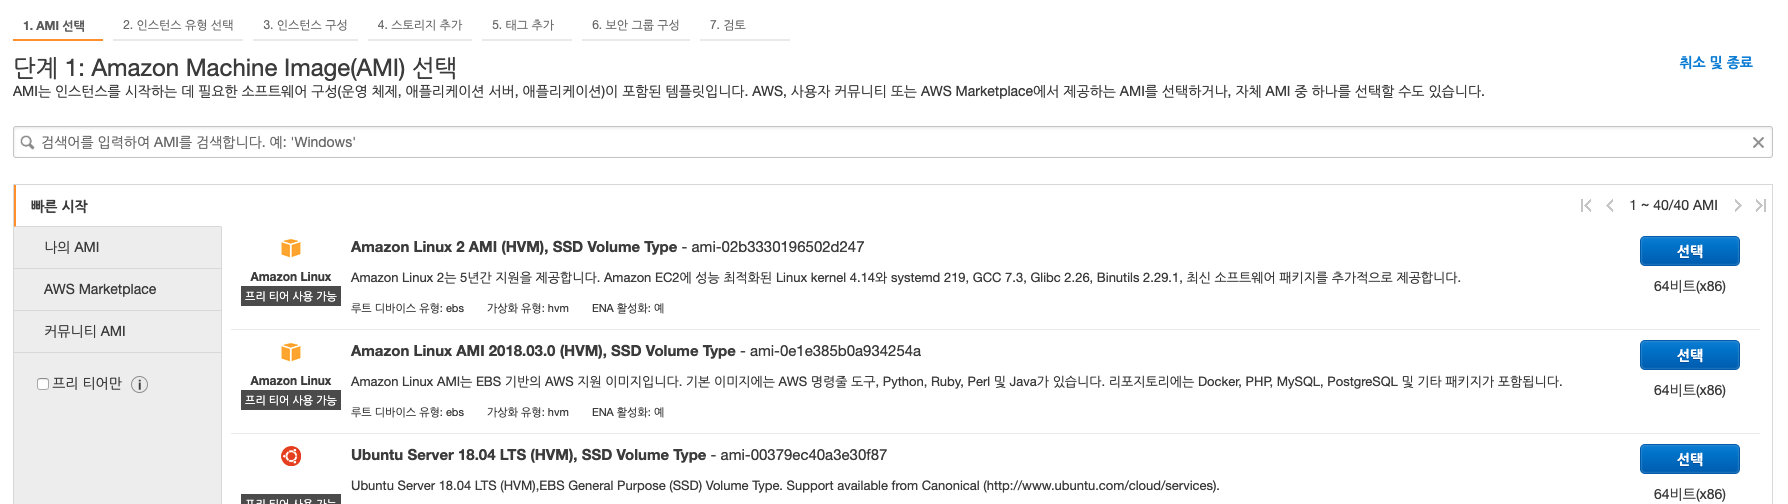 1. AMI 선택
2. 인스턴스 유형 선택
3. 인스턴스 구성
4. 스토리지 추가
5. 태그 추가
6. 보안 그룹 구성
7. 검토
단계 1: Amazon Machine Image(AMI) 선택
취소 및 종료
AMI는 인스턴스를 시작하는 데 필요한 소프트웨어 구성(운영 체제, 애플리케이션 서버, 애플리케이션)이 포함된 템플릿입니다. AWS, 사용자 커뮤니티 또는 AWS Marketplace에서 제공하는 AMI를 선택하거나, 자체 AMI 중 하나를 선택할 수도 있습니다.
검색어를 입력하여 AMI를 검색합니다. 예: 'Windows'
빠른 시작
나의 AMI
AWS Marketplace
커뮤니티 AMI
프리 티어만
1 ~ 40/40 AMI
Amazon Linux
프리 티어 사용 가능
Amazon Linux 2 AMI (HVM), SSD Volume Type - ami-02b3330196502d247
Amazon Linux 2는 5년간 지원을 제공합니다. Amazon EC2에 성능 최적화된 Linux kernel 4.14와 systemd 219, GCC 7.3, Glibc 2.26, Binutils 2.29.1, 최신 소프트웨어 패키지를 추가적으로 제공합니다.
루트 디바이스 유형: ebs 가상화 유형: hvm ENA 활성화: 예
선택
64비트(x86)
Amazon Linux
프리 티어 사용 가능
Amazon Linux AMI 2018.03.0 (HVM), SSD Volume Type - ami-0e1e385b0a934254a
Amazon Linux AMI는 EBS 기반의 AWS 지원 이미지입니다. 기본 이미지에는 AWS 명령줄 도구, Python, Ruby, Perl 및 Java가 있습니다. 리포지토리에는 Docker, PHP, MySQL, PostgreSQL 및 기타 패키지가 포함됩니다.
루트 디바이스 유형: ebs 가상화 유형: hvm ENA 활성화: 예
선택
64비트(x86)
프리 티어 사용 가능
Ubuntu Server 18.04 LTS (HVM), SSD Volume Type - ami-00379ec40a3e30f87
Ubuntu Server 18.04 LTS (HVM),EBS General Purpose (SSD) Volume Type. Support available from Canonical (http://www.ubuntu.com/cloud/services).
선택
64비트(x86)